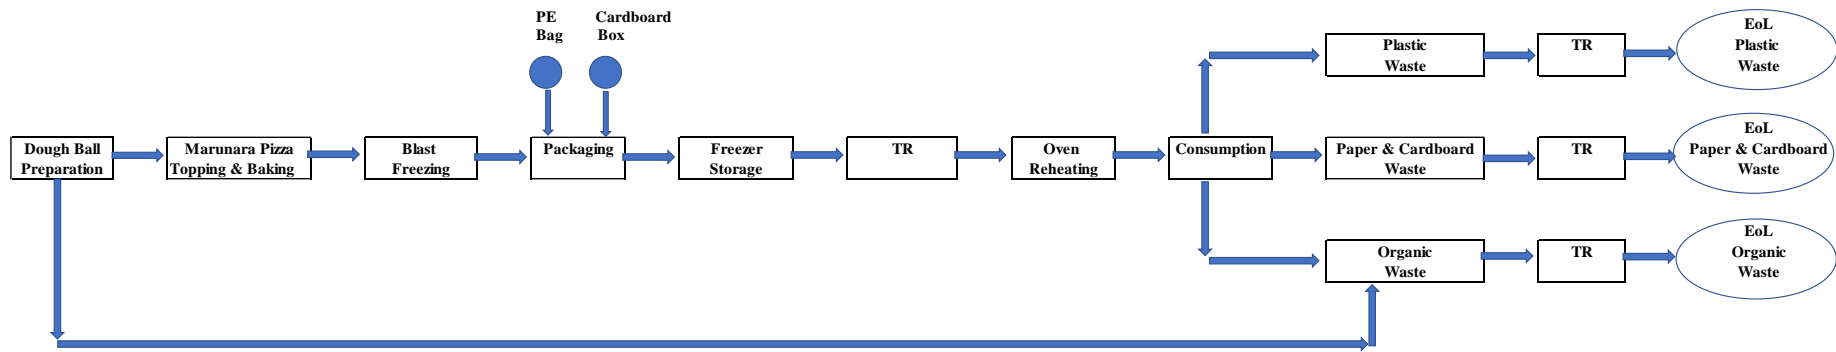 PE
Bag
Cardboard
Box
Dough Ball
Preparation
Marunara Pizza
Topping & Baking
Blast
Freezing
Packaging
Freezer
Storage
TR
Oven
Reheating
Consumption
Plastic
Waste
TR
EoL
Plastic
Waste
Paper & Cardboard
Waste
TR
EoL
Paper & Cardboard
Waste
Organic
Waste
TR
EoL
Organic
Waste